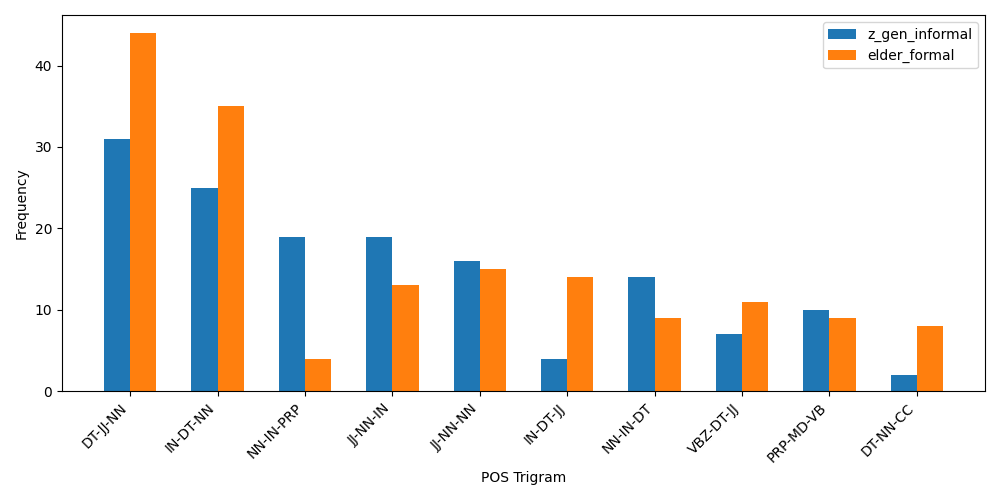 z_gen_informal
elder_formal
Frequency
40
30
20
10
0
DT-JJ-NN
IN-DT-NN
NN-IN-PRP
JJ-NN-IN
JJ-NN-NN
IN-DT-JJ
NN-IN-DT
VBZ-DT-JJ
PRP-MD-VB
DT-NN-CC
POS Trigram